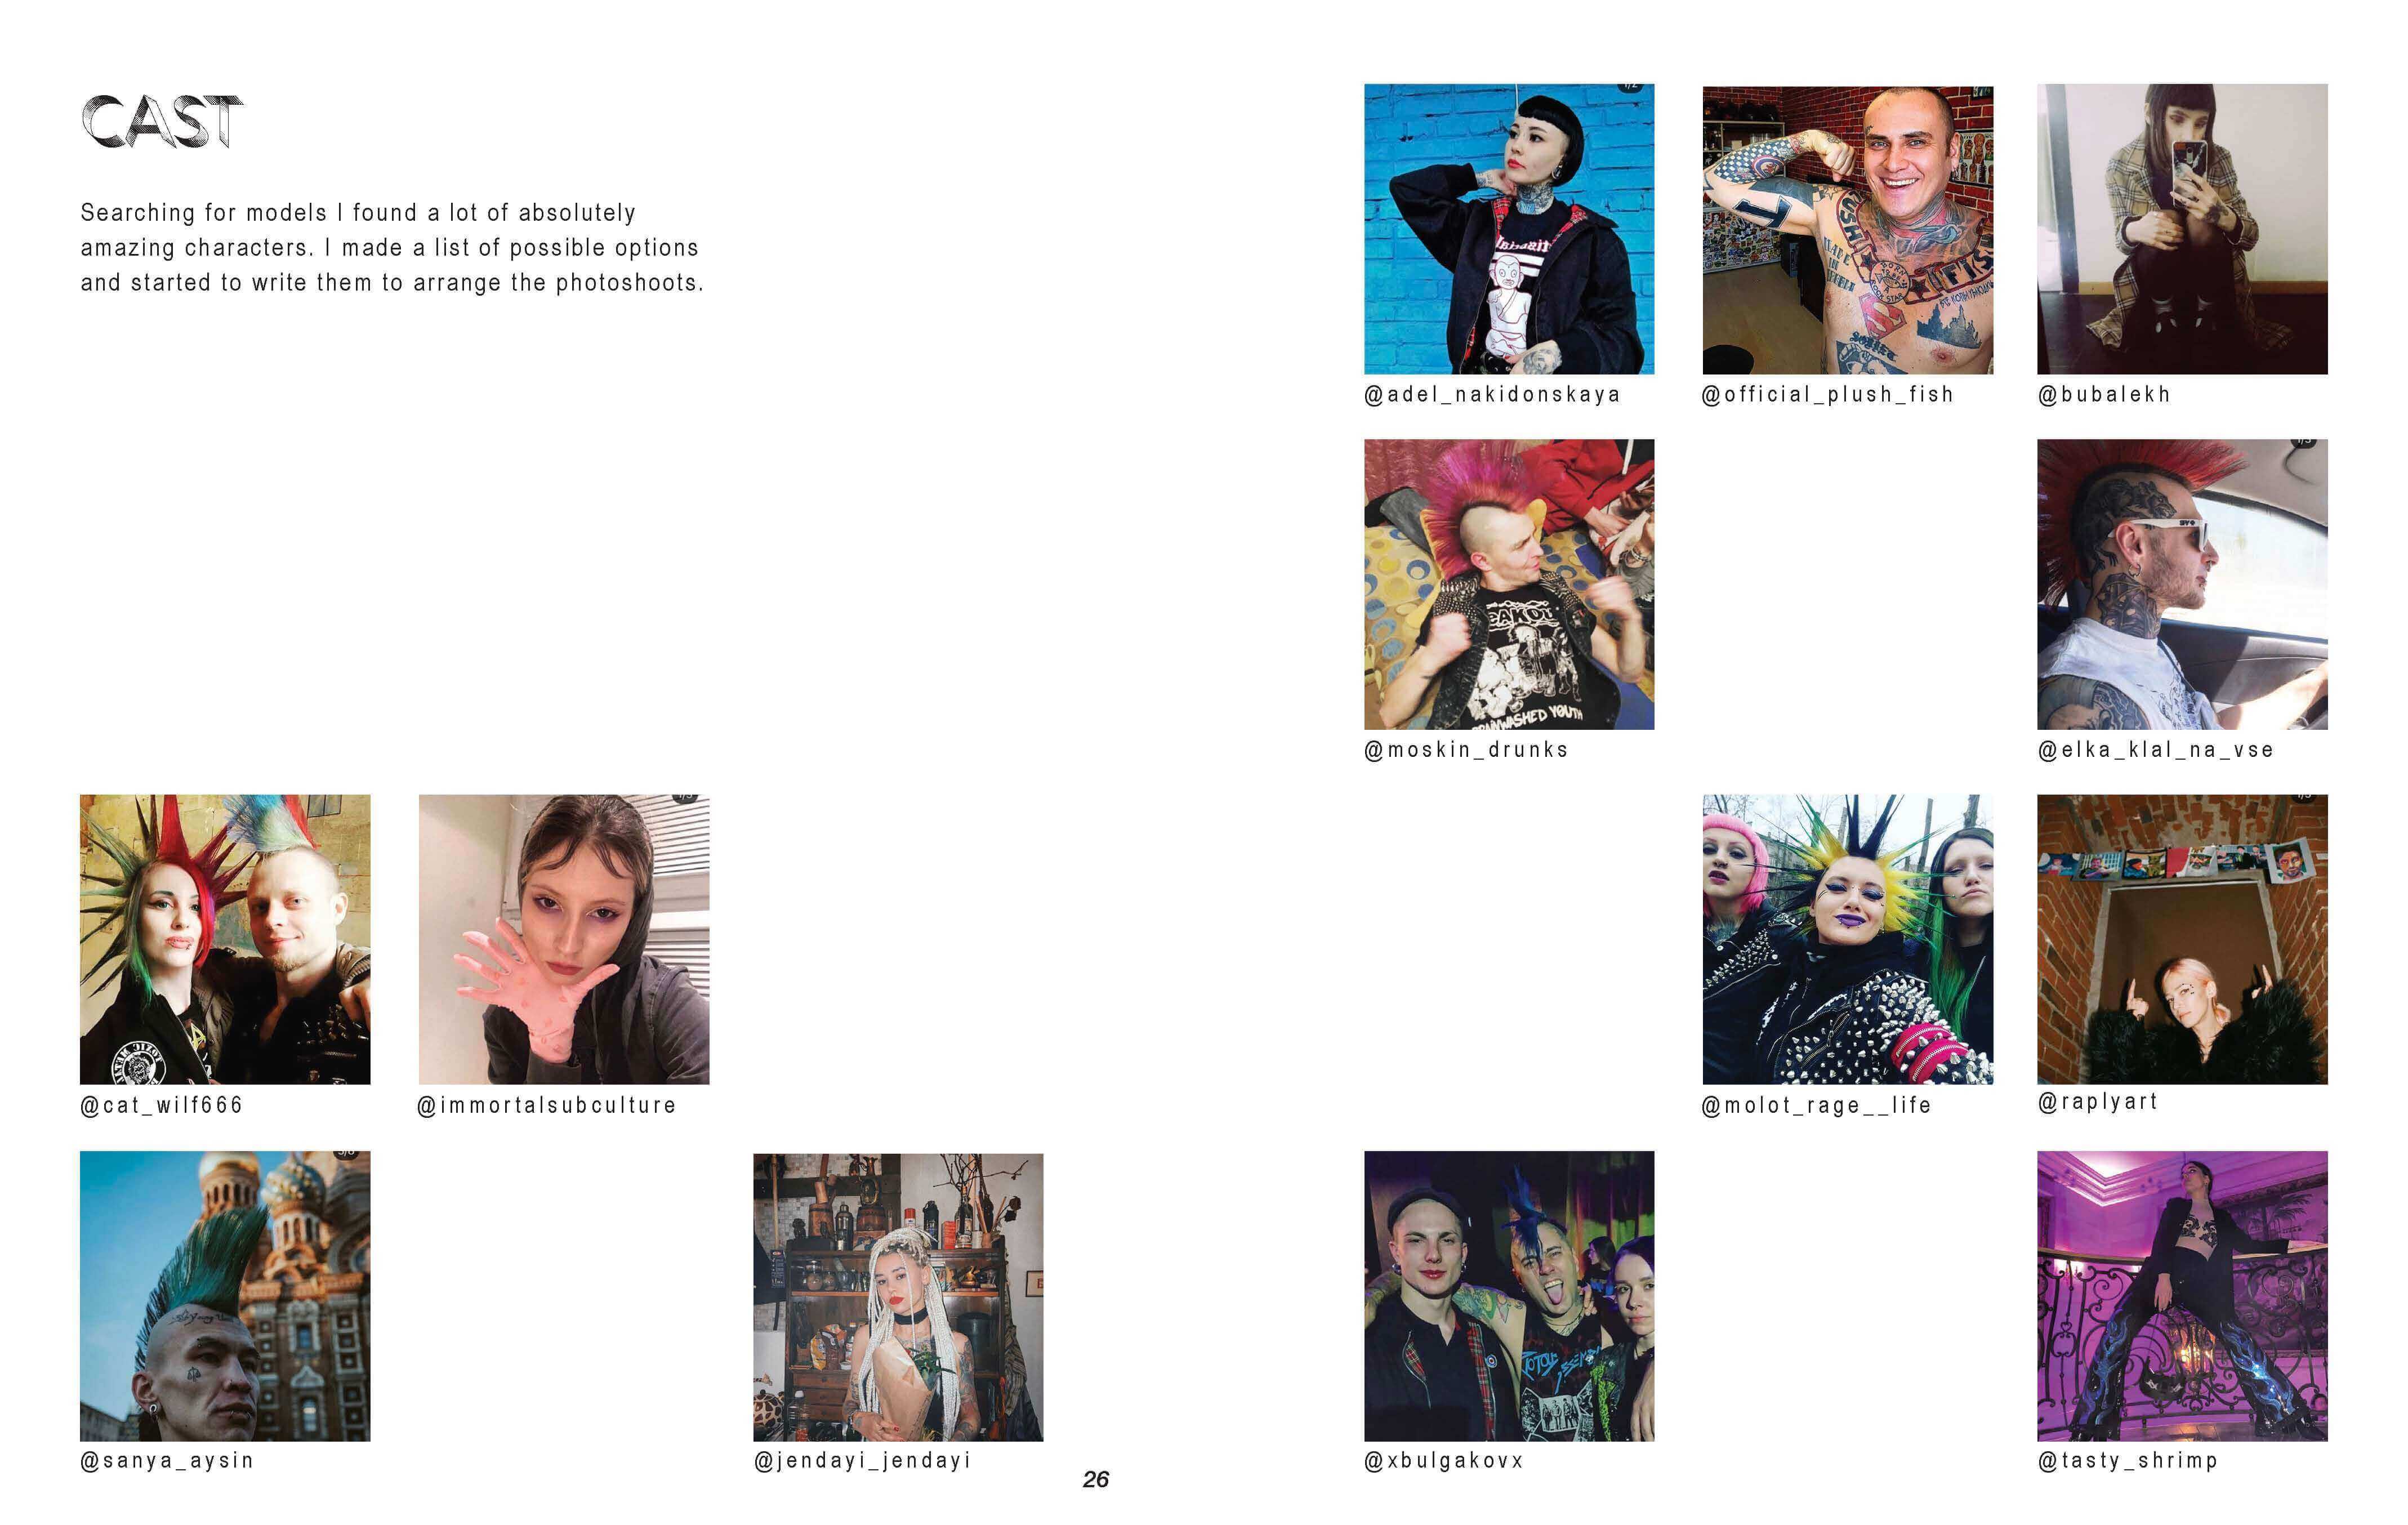 CAST
Searching for models I found a lot of absolutely
amazing characters. I made a list of possible options
and started to write them to arrange the photoshoots.
@cat_wilf666
@immortalsubculture
@sanya_aysin
@jendayi_jendayi
26
@adel_nakidonskaya
@official_plush_fish
@bubalekh
@moskin_drunks
BRAINWASHED YOUTH
@elka_klal_na_vse
@molot_rage__life
@raplyart
@xbulgakovx
@tasty_shrimp